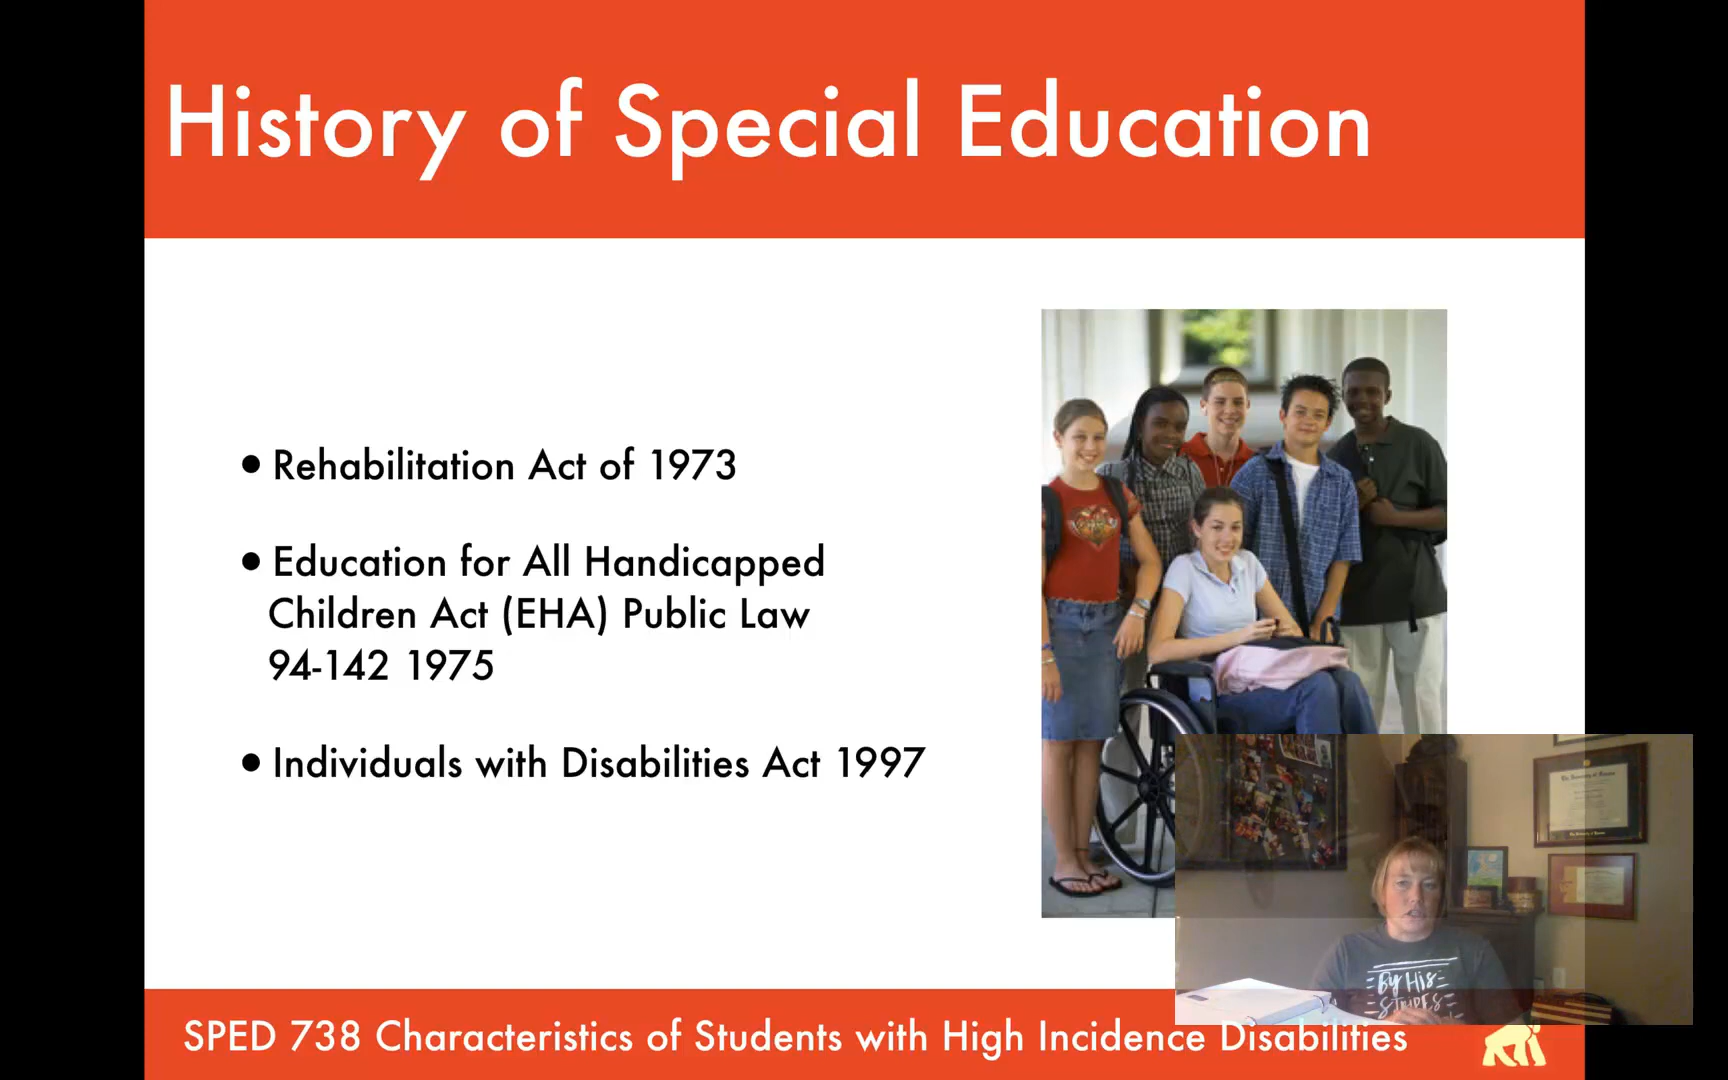 History of Special Education
• Rehabilitation Act of 1973
• Education for All Handicapped
Children Act (EHA) Public Law
94-142 1975
• Individuals with Disabilities Act 1997
By His
STRIPES
SPED 738 Characteristics of Students with High Incidence Disabilities